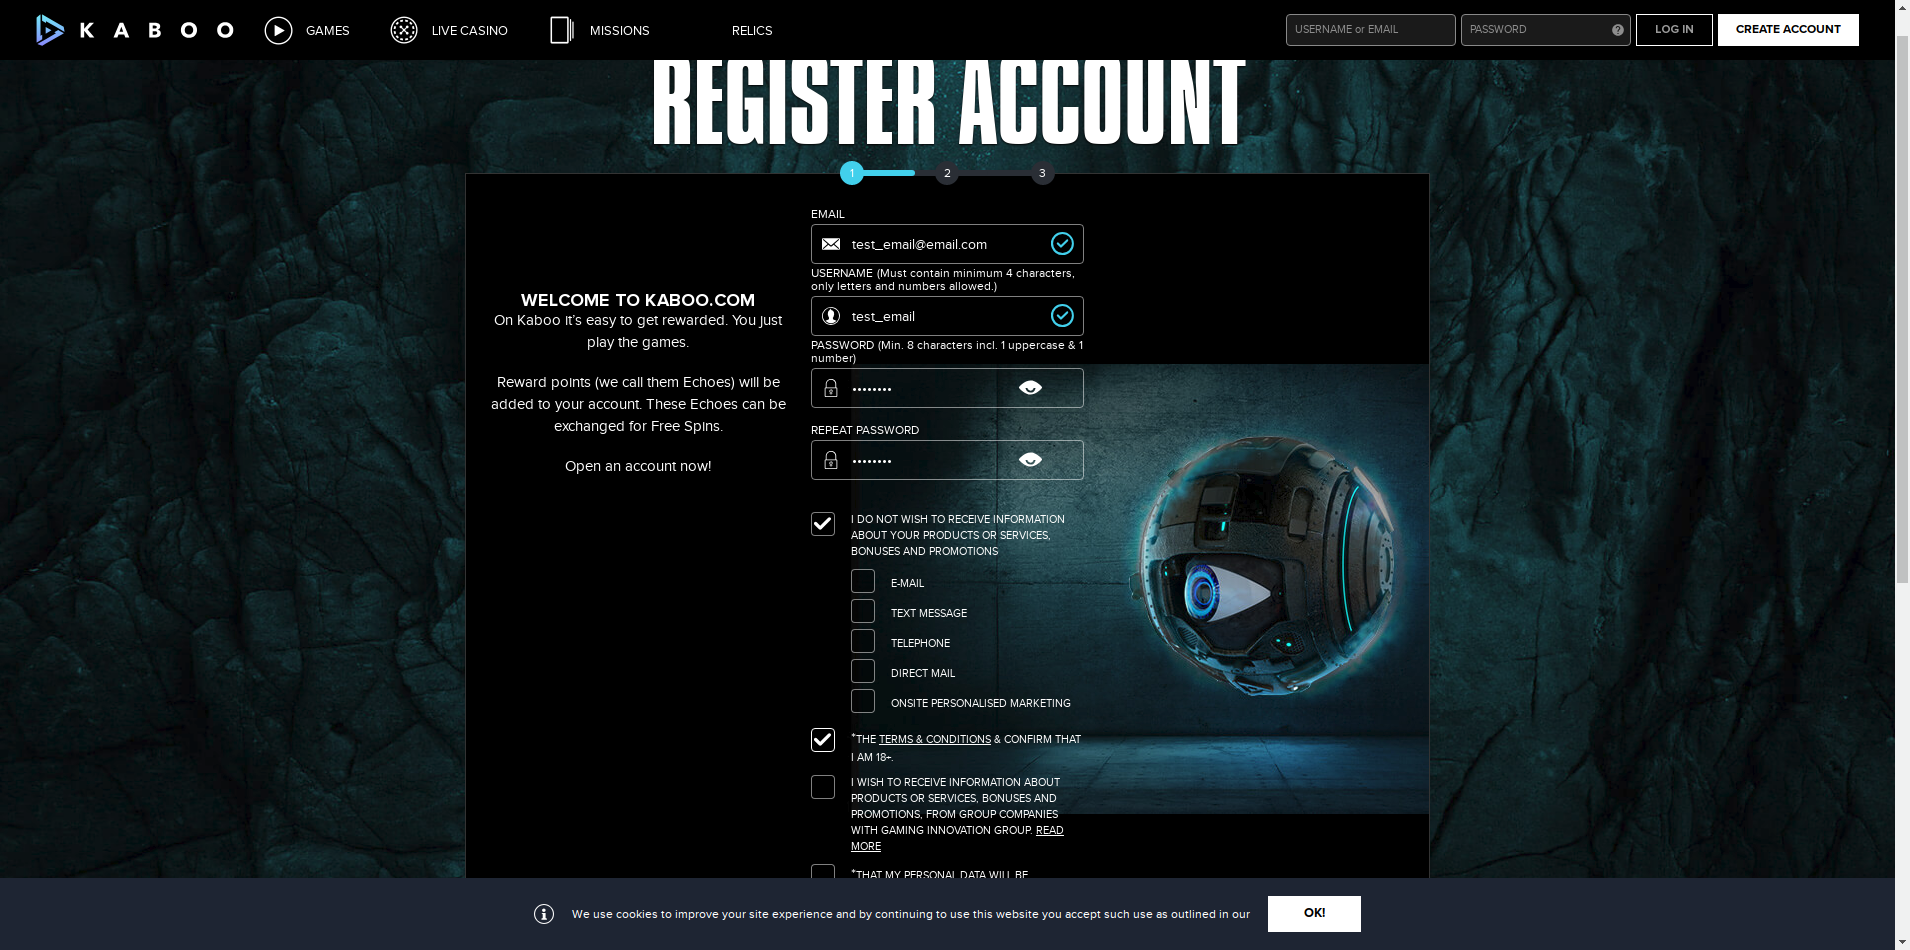 KABOO
GAMES
LIVE CASINO
MISSIONS
RELICS
USERNAME or EMAIL
PASSWORD
?
LOG IN
CREATE ACCOUNT
REGISTER ACCOUNT
1
2
3
WELCOME TO KABOO.COM
On Kaboo it's easy to get rewarded. You just
play the games.
Reward points (we call them Echoes) will be
added to your account. These Echoes can be
exchanged for Free Spins.
Open an account now!
EMAIL
test_email@email.com
USERNAME (Must contain minimum 4 characters,
only letters and numbers allowed.)
test_email
PASSWORD (Min. 8 characters incl. 1 uppercase & 1
number)
••••••••
REPEAT PASSWORD
••••••••
I DO NOT WISH TO RECEIVE INFORMATION
ABOUT YOUR PRODUCTS OR SERVICES,
BONUSES AND PROMOTIONS
E-MAIL
TEXT MESSAGE
TELEPHONE
DIRECT MAIL
ONSITE PERSONALISED MARKETING
*THE TERMS & CONDITIONS & CONFIRM THAT
I AM 18+.
I WISH TO RECEIVE INFORMATION ABOUT
PRODUCTS OR SERVICES, BONUSES AND
PROMOTIONS, FROM GROUP COMPANIES
WITH GAMING INNOVATION GROUP. READ
MORE
*THAT MY PERSONAL DATA WILL BE
We use cookies to improve your site experience and by continuing to use this website you accept such use as outlined in our
OK!